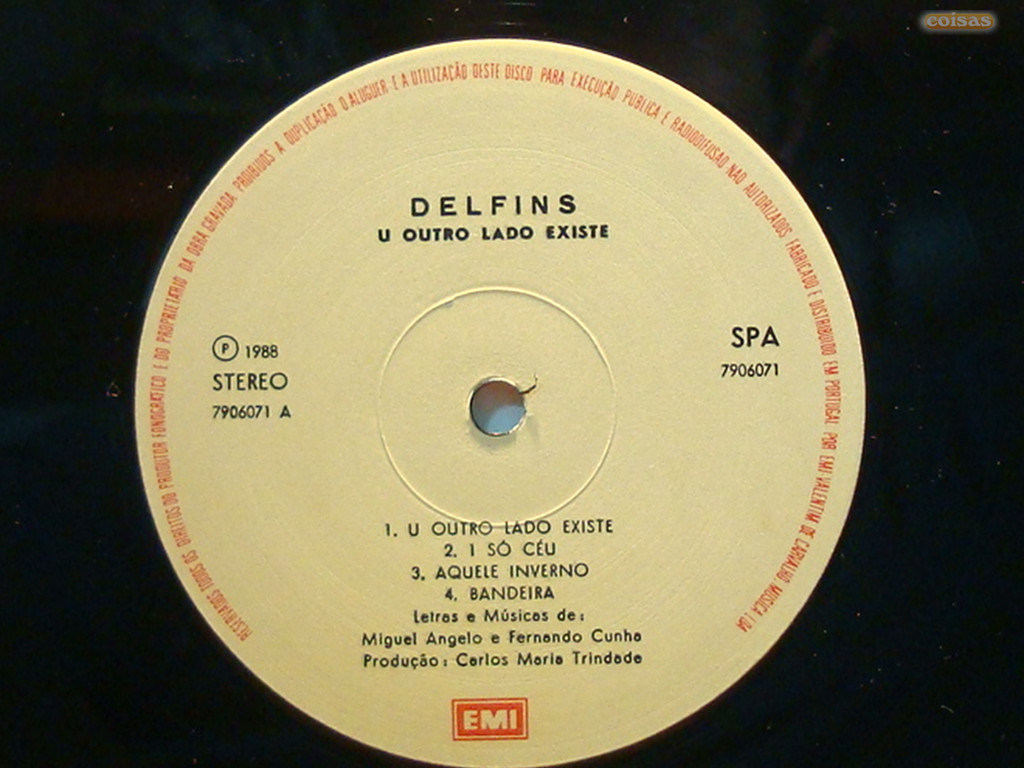 coisas
RESERVADOS TODOS OS DIREITOS DO PRODUTOR FONOGRÁFICO E DO PROPRIETÁRIO DA OBRA GRAVADA PROIBIDOS A DUPLICAÇÃO O ALUGUER E A UTILIZAÇÃO DESTE DISCO PARA EXECUÇÃO PUBLICA E RADIODIFUSÃO NÃO AUTORIZADOS FABRICADO E DISTRIBUIDO EM PORTUGAL POR EMI-VALENTIM DE CARVALHO, MÚSICA LDA
DELFINS
U OUTRO LADO EXISTE
Ⓟ 1988
STEREO
7906071 A
SPA
7906071
1. U OUTRO LADO EXISTE
2. 1 SÓ CÉU
3. AQUELE INVERNO
4. BANDEIRA
Letras e Músicas de:
Miguel Angelo e Fernando Cunha
Produção: Carlos Maria Trindade
EMI